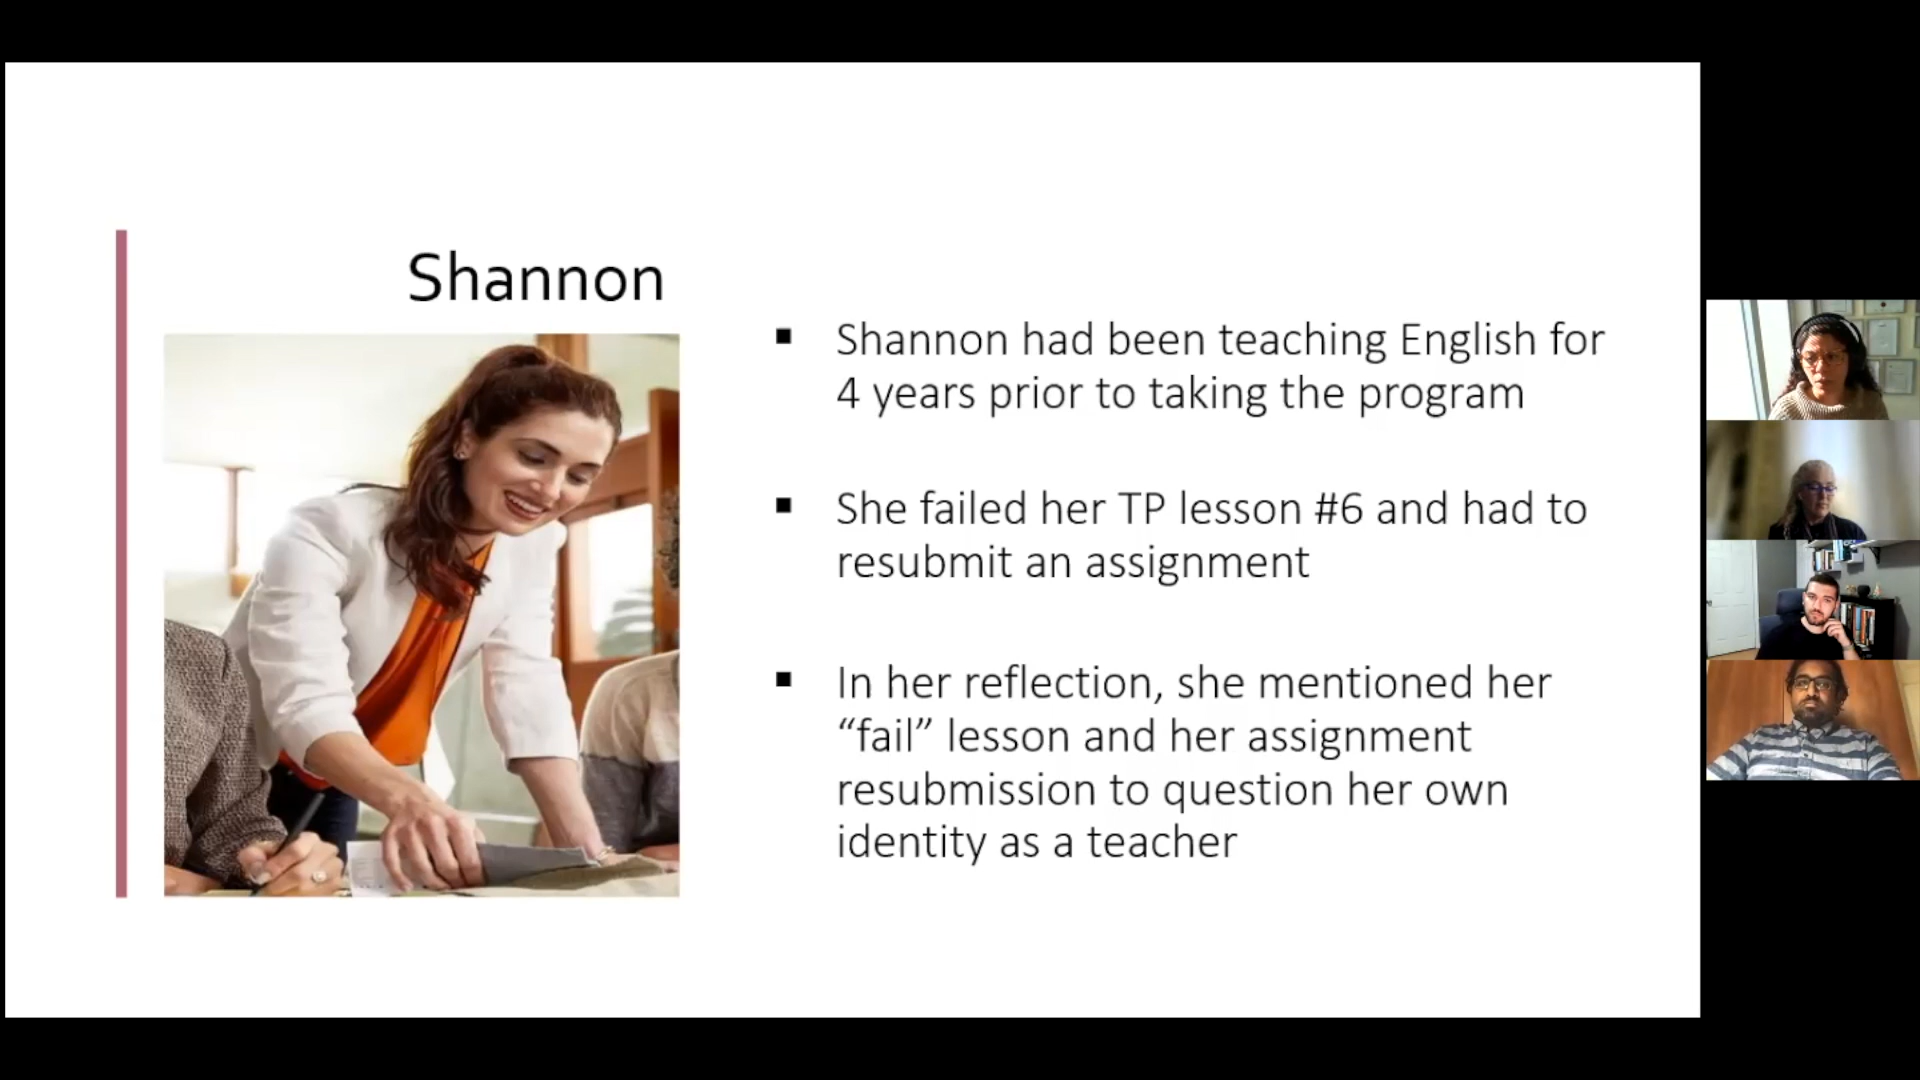 Shannon
▪ Shannon had been teaching English for
4 years prior to taking the program
▪ She failed her TP lesson #6 and had to
resubmit an assignment
▪ In her reflection, she mentioned her
“fail” lesson and her assignment
resubmission to question her own
identity as a teacher